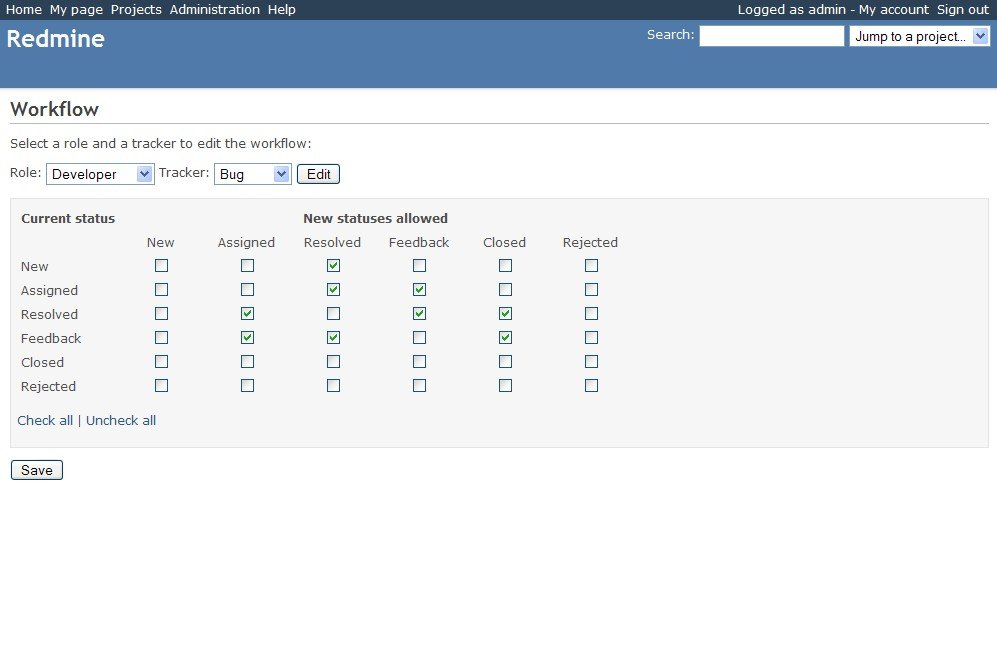 Home My page Projects Administration Help Logged as admin - My account Sign out
Redmine Search: Jump to a project...
Workflow
Select a role and a tracker to edit the workflow:
Role: Developer Tracker: Bug Edit
Current status New statuses allowed
New Assigned Resolved Feedback Closed Rejected
New
Assigned
Resolved
Feedback
Closed
Rejected
Check all | Uncheck all
Save